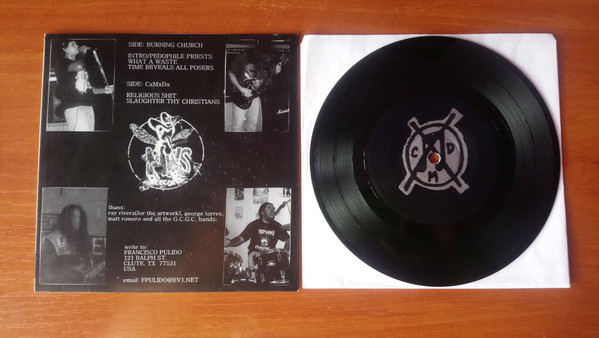 SIDE: BURNING CHURCH
INTRO/PEDOPHILE PRIESTS
WHAT A WASTE
TIME REVEALS ALL POSERS
SIDE: CxMxDx
RELIGIOUS SHIT
SLAUGHTER THY CHRISTIANS
thanx:
ray rivera(for the artwork), george torres,
matt romero and all the G.C.G.C. bands.
write to:
FRANCISCO PULIDO
121 RALPH ST.
CLUTE, TX 77531
USA
email: FPULIDO@EV1.NET
C X D
M